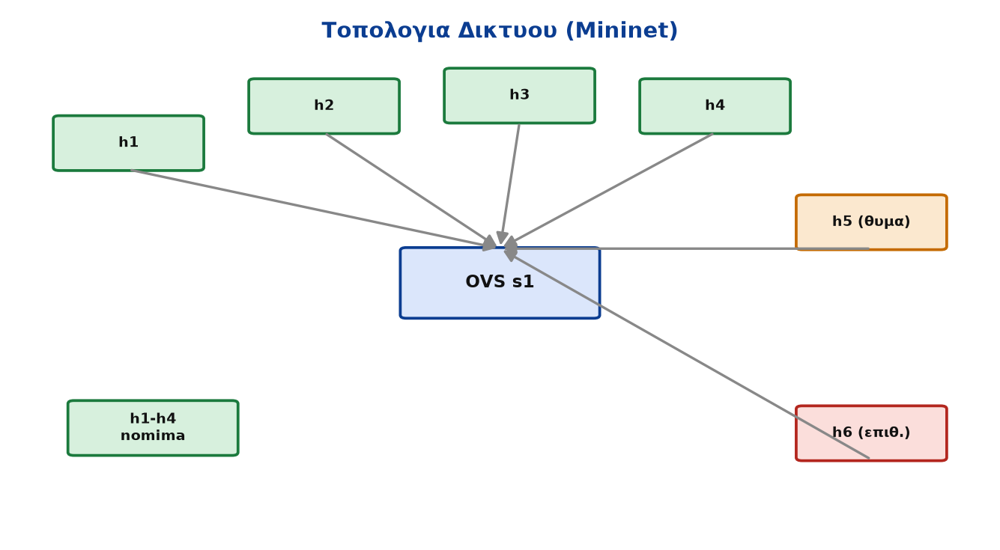 Τοπολογια Δικτυου (Mininet)
h3
h2
h4
h1
h5 (θυμα)
OVS s1
h1-h4
nomima
h6 (επιθ.)